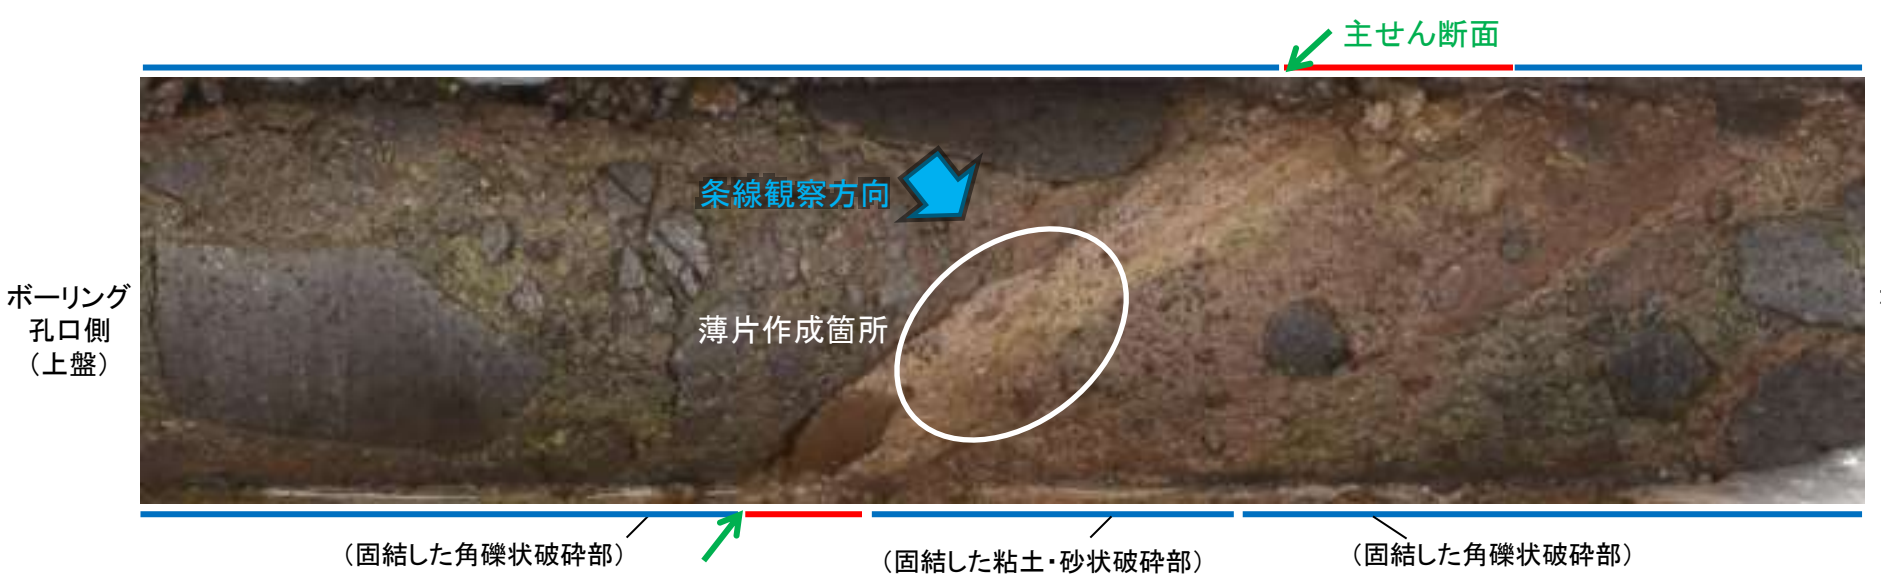 主せん断面
条線観察方向
ボーリング
孔口側
（上盤）
薄片作成箇所
（固結した角礫状破砕部）
（固結した粘土・砂状破砕部）
（固結した角礫状破砕部）